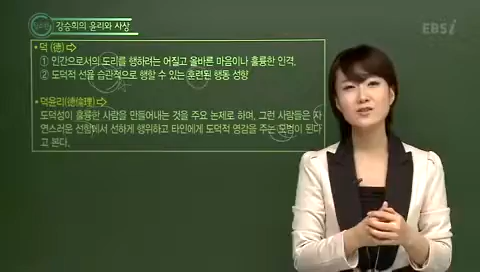 강승희의 윤리와 사상
EBSi
• 덕 (德) ⇨
① 인간으로서의 도리를 행하려는 어질고 올바른 마음이나 훌륭한 인격.
② 도덕적 선을 습관적으로 행할 수 있는 훈련된 행동 성향
• 덕윤리(德倫理) ⇨
도덕성이 훌륭한 사람을 만들어내는 것을 주요 논제로 하며, 그런 사람들은 자
연스러운 선함에서 선하게 행위하고 타인에게 도덕적 영감을 주는 모범이 된다
고 본다.